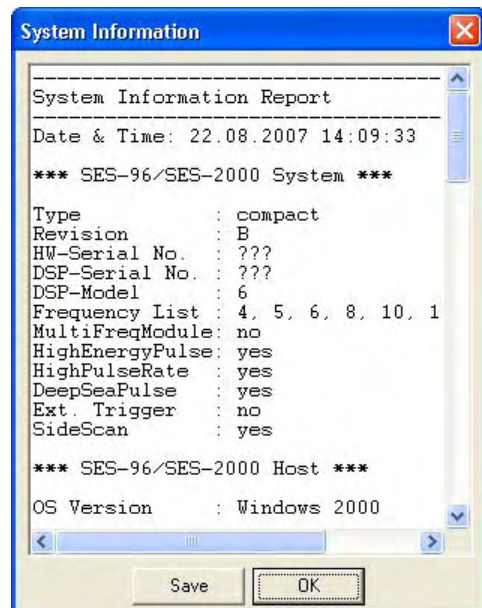 System Information
----------------------------------------
System Information Report
----------------------------------------
Date & Time: 22.08.2007 14:09:33
*** SES-96/SES-2000 System ***
Type : compact
Revision : B
HW-Serial No. : ???
DSP-Serial No. : ???
DSP-Model : 6
Frequency List : 4, 5, 6, 8, 10, 1
MultiFreqModule: no
HighEnergyPulse: yes
HighPulseRate : yes
DeepSeaPulse : yes
Ext. Trigger : no
SideScan : yes
*** SES-96/SES-2000 Host ***
OS Version : Windows 2000
Save OK